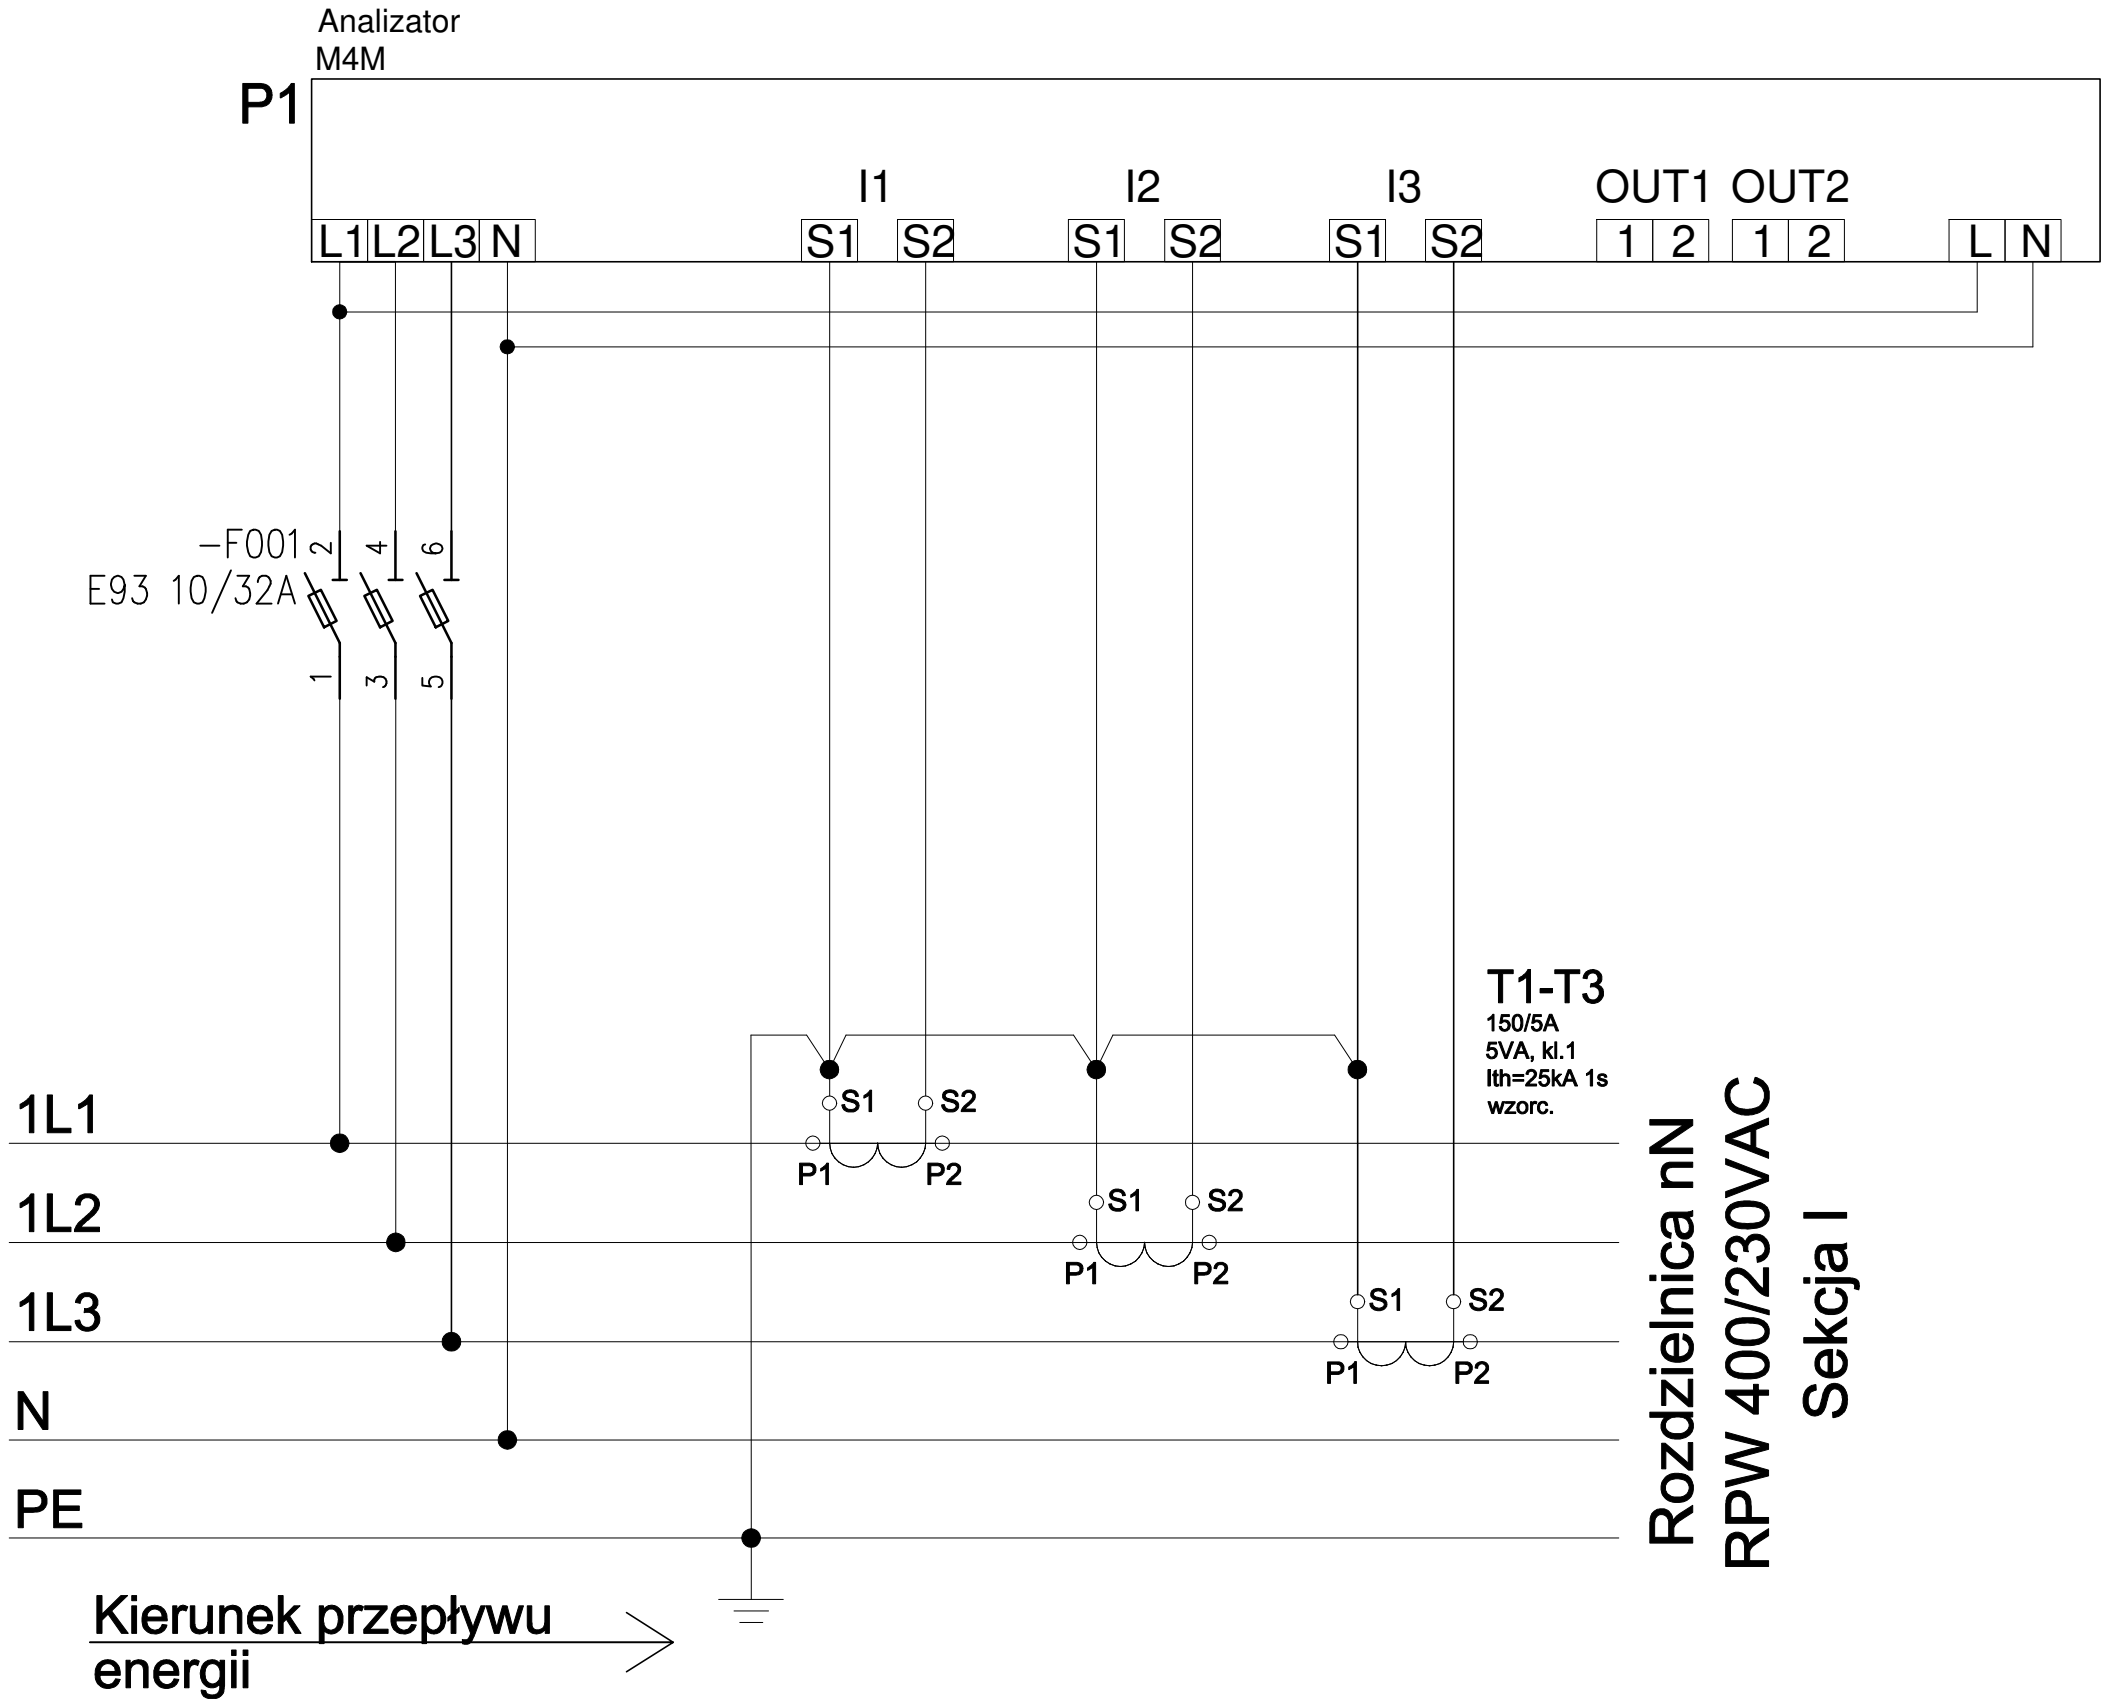 Analizator
M4M
P1
I1 I2 I3 OUT1 OUT2
L1 L2 L3 N S1 S2 S1 S2 S1 S2 1 2 1 2 L N
-F001 2 4 6
E93 10/32A
1 3 5
T1-T3
150/5A
5VA, kl.1
Ith=25kA 1s
wzorc.
1L1
S1 S2
P1 P2
1L2
S1 S2
P1 P2
1L3
S1 S2
P1 P2
N
PE
Rozdzielnica nN
RPW 400/230VAC
Sekcja I
Kierunek przepływu
energii